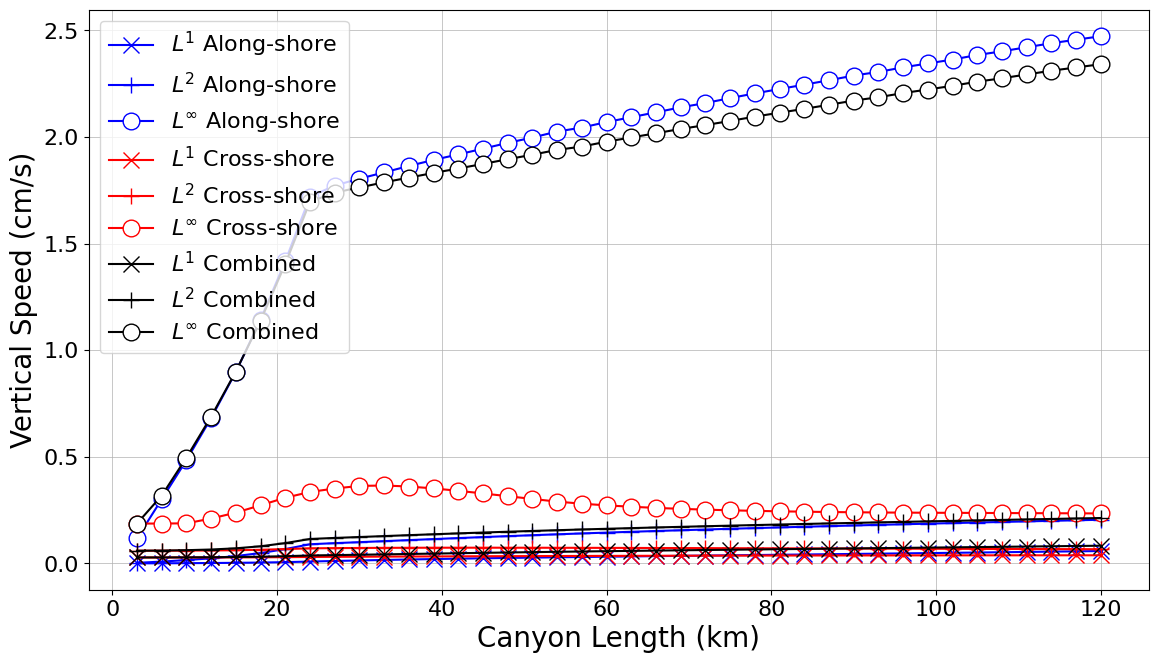 L¹ Along-shore
L² Along-shore
L∞ Along-shore
L¹ Cross-shore
L² Cross-shore
L∞ Cross-shore
L¹ Combined
L² Combined
L∞ Combined
Vertical Speed (cm/s)
2.5
2.0
1.5
1.0
0.5
0.0
0 20 40 60 80 100 120
Canyon Length (km)